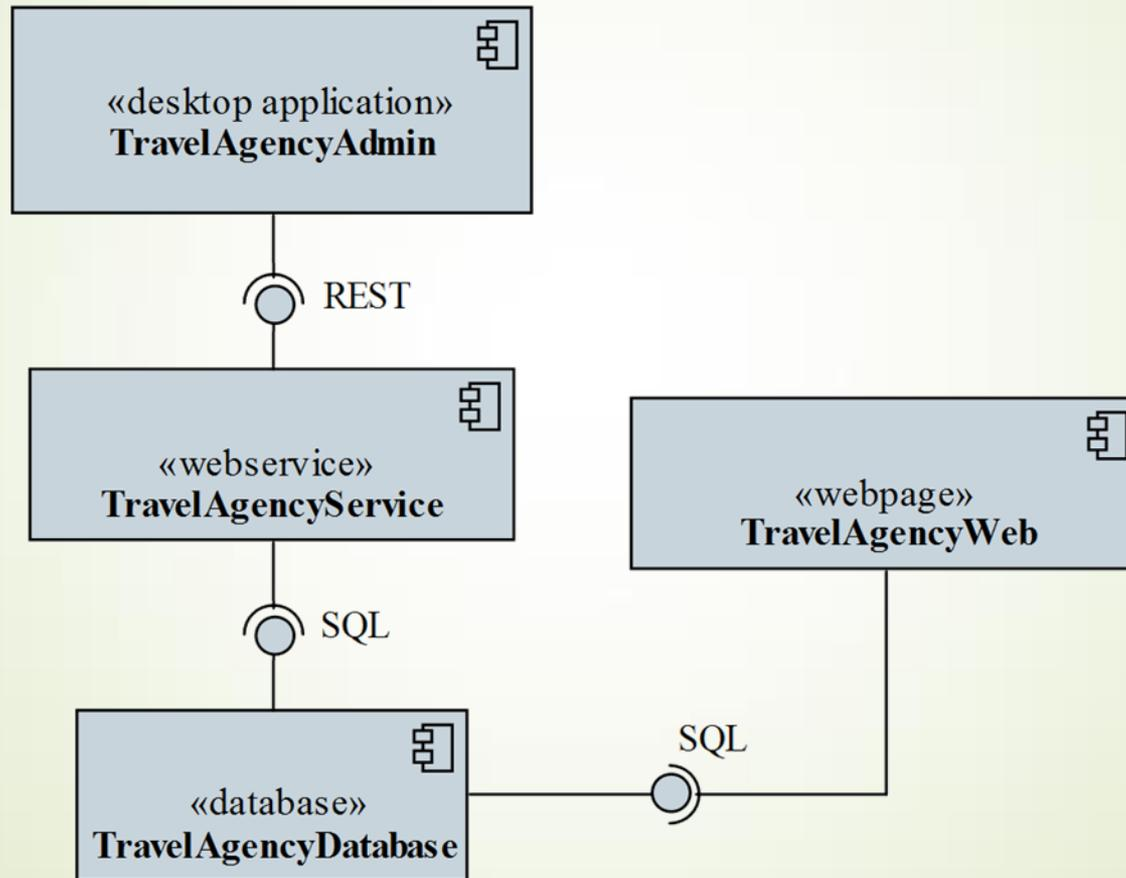 «desktop application»
TravelAgencyAdmin
REST
«webservice»
TravelAgencyService
«webpage»
TravelAgencyWeb
SQL
SQL
«database»
TravelAgencyDatabase